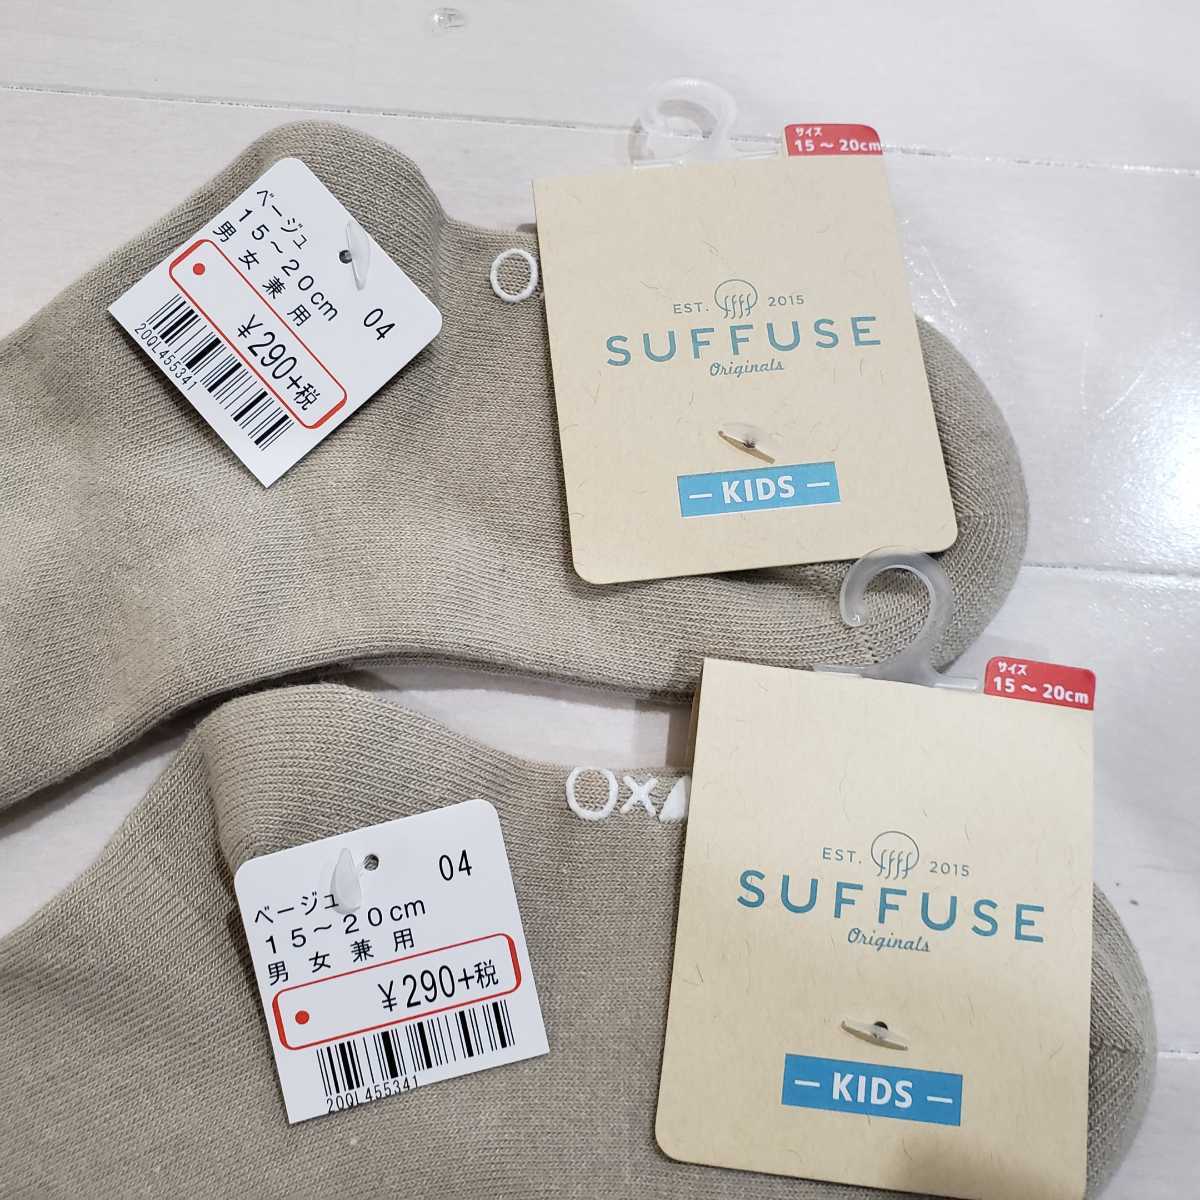 サイズ
15～20cm
ベージュ
15～20cm
男女兼用
04
¥290+税
20QL455341
O
EST. 2015
SUFFUSE
Originals
— KIDS —
サイズ
15～20cm
04
ベージュ
15～20cm
男女兼用
¥290+税
20QL455341
O×
EST. 2015
SUFFUSE
Originals
— KIDS —